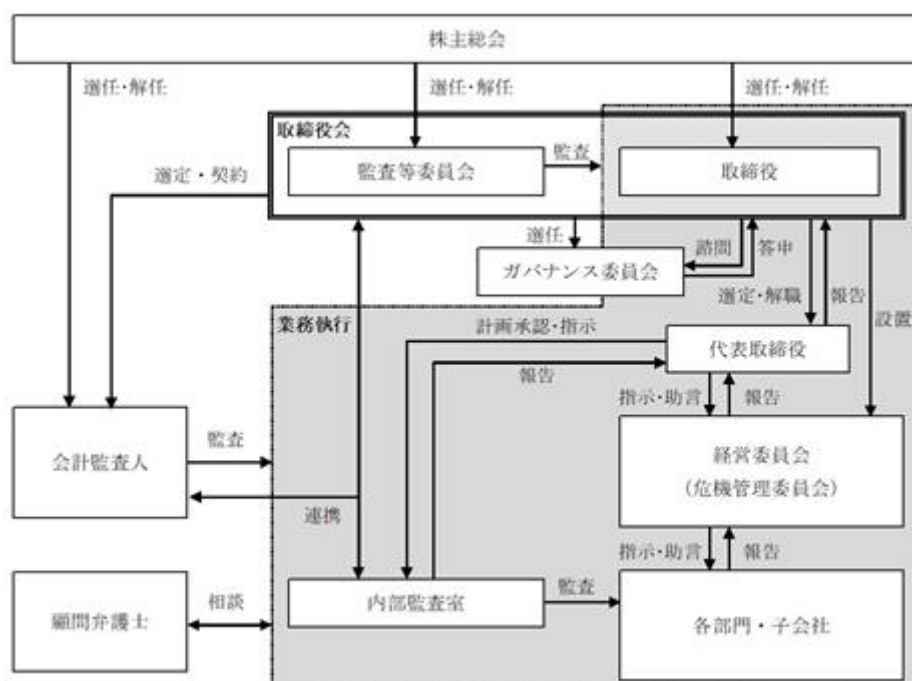 株主総会
選任・解任
選任・解任
選任・解任
取締役会
監査等委員会
監査
取締役
選定・契約
選任
諮問
答申
ガバナンス委員会
選定・解職
報告
設置
業務執行
計画承認・指示
代表取締役
報告
指示・助言
報告
会計監査人
監査
経営委員会
（危機管理委員会）
連携
指示・助言
報告
顧問弁護士
相談
内部監査室
監査
各部門・子会社